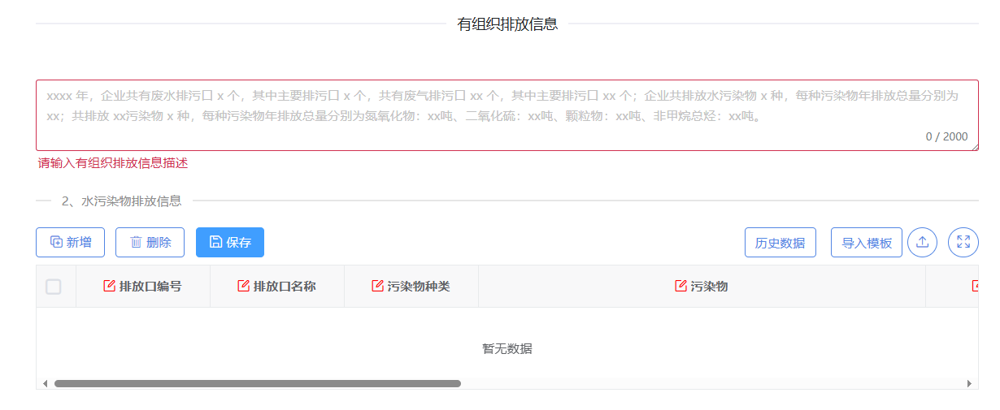 有组织排放信息
xxxx 年，企业共有废水排污口 x 个，其中主要排污口 x 个，共有废气排污口 xx 个，其中主要排污口 xx 个；企业共排放水污染物 x 种，每种污染物年排放总量分别为
xx；共排放 xx污染物 x 种，每种污染物年排放总量分别为氮氧化物：xx吨、二氧化硫：xx吨、颗粒物：xx吨、非甲烷总烃：xx吨。
0 / 2000
请输入有组织排放信息描述
2、水污染物排放信息
新增 删除 保存 历史数据 导入模板
排放口编号 排放口名称 污染物种类 污染物
暂无数据